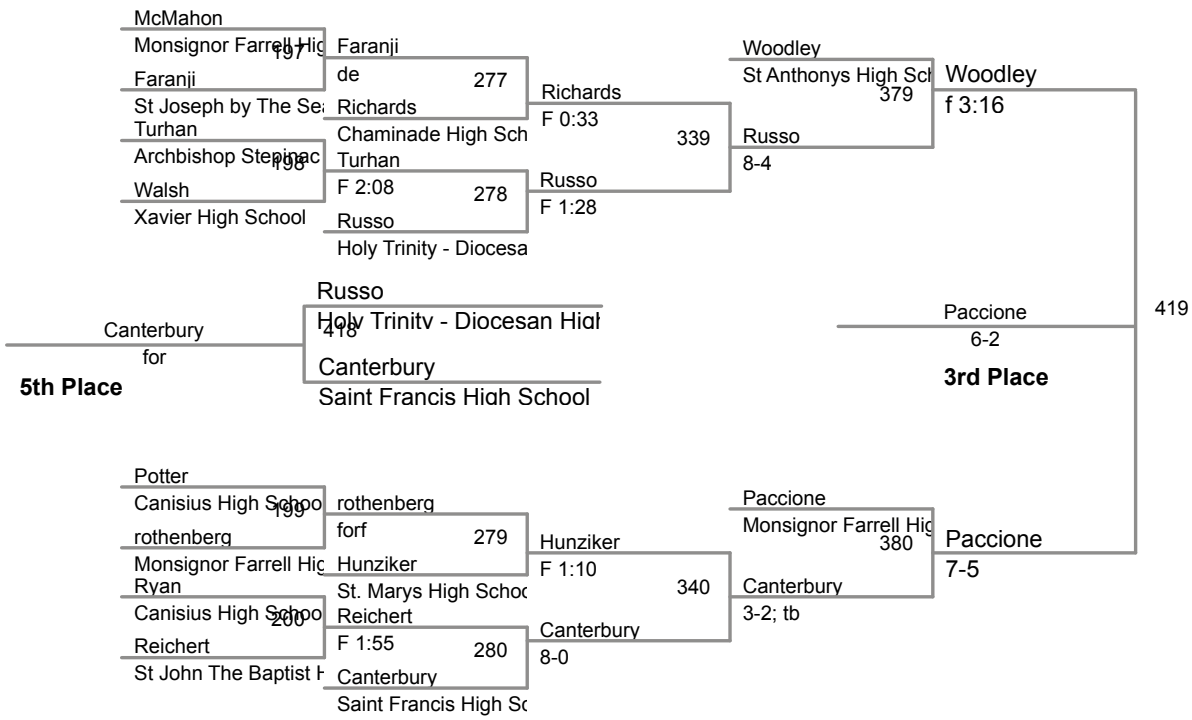 McMahon
Monsignor Farrell Hig
197
Faranji
St Joseph by The Sea
Turhan
Archbishop Stepinac
198
Walsh
Xavier High School
Faranji
de
277
Richards
Chaminade High Sch
Turhan
F 2:08
278
Russo
Holy Trinity - Diocesa
Richards
F 0:33
339
Russo
F 1:28
Woodley
St Anthonys High Sch
379
Russo
8-4
Woodley
f 3:16
Russo
Holy Trinity - Diocesan High
418
Canterbury
Saint Francis High School
Canterbury
for
5th Place
Paccione
6-2
3rd Place
419
Potter
Canisius High School
199
rothenberg
Monsignor Farrell Hig
Ryan
Canisius High School
200
Reichert
St John The Baptist H
rothenberg
forf
279
Hunziker
St. Marys High Schoo
Reichert
F 1:55
280
Canterbury
Saint Francis High Sc
Hunziker
F 1:10
340
Canterbury
8-0
Paccione
Monsignor Farrell Hig
380
Canterbury
3-2; tb
Paccione
7-5